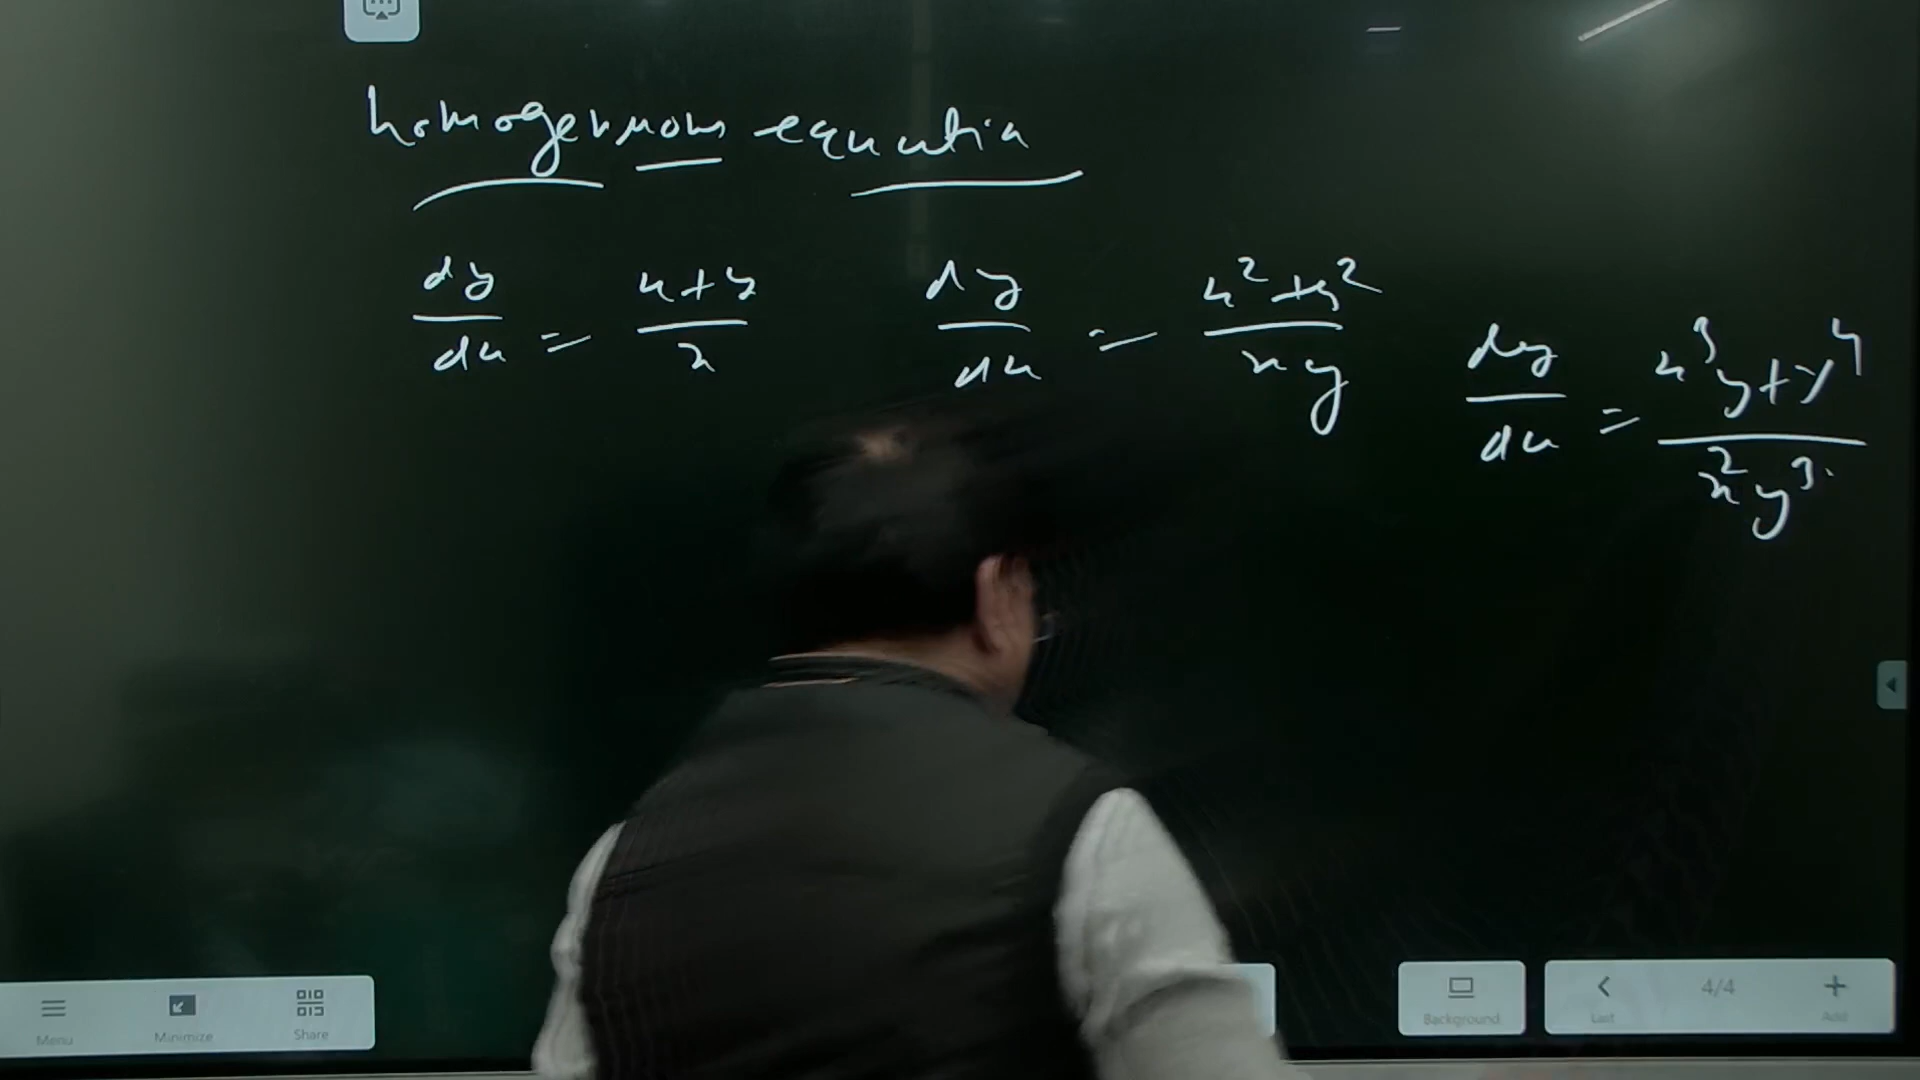 homogenuous equation
dy/dx = x+y/x dy/dx = x²+y²/xy dy/dx = x³y+y⁴/x²y³
Menu Minimize Share Background Last 4/4 Add